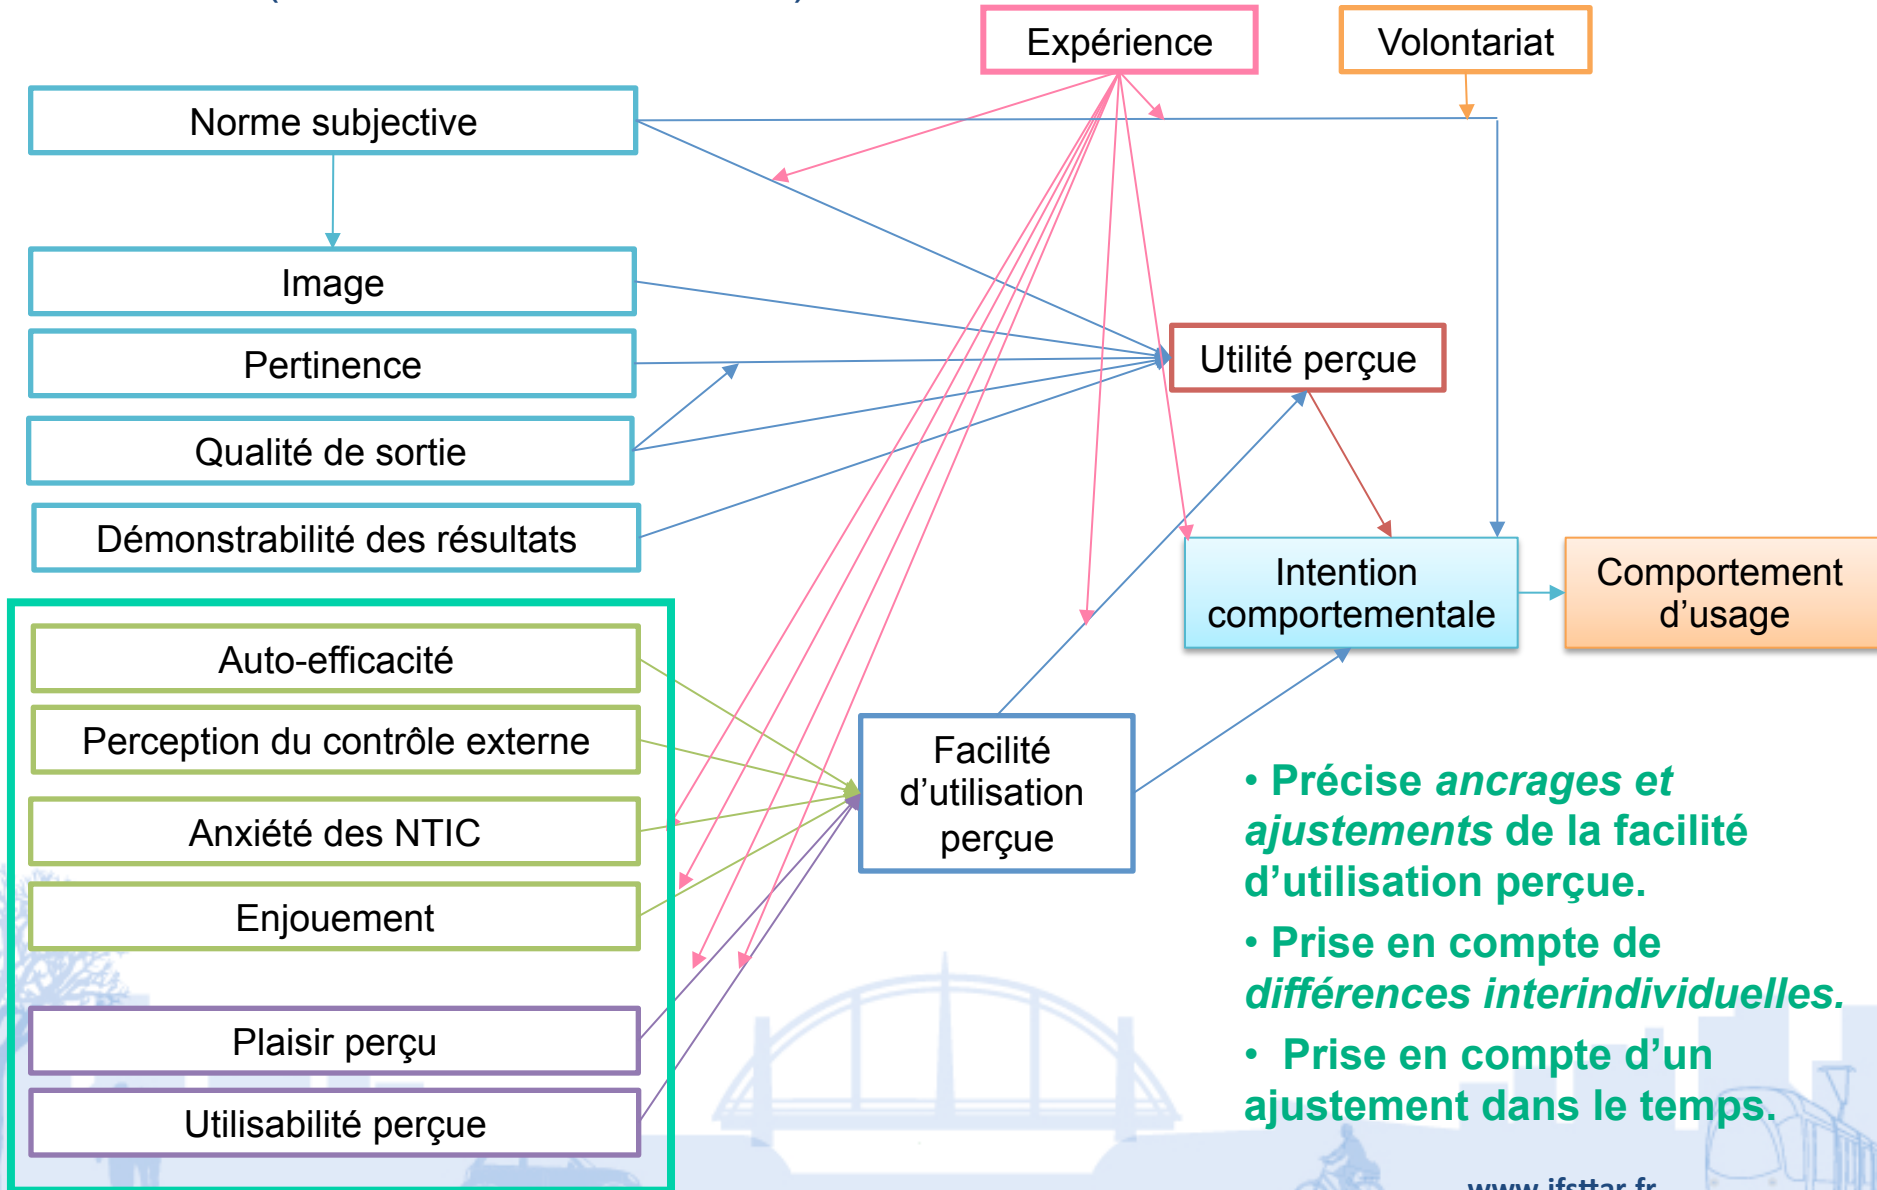 Expérience
Volontariat
Norme subjective
Image
Pertinence
Utilité perçue
Qualité de sortie
Démonstrabilité des résultats
Intention
comportementale
Comportement
d’usage
Auto-efficacité
Perception du contrôle externe
Anxiété des NTIC
Enjouement
Facilité
d’utilisation
perçue
Plaisir perçu
Utilisabilité perçue
• Précise ancrages et
ajustements de la facilité
d’utilisation perçue.
• Prise en compte de
différences interindividuelles.
• Prise en compte d’un
ajustement dans le temps.
www.ifsttar.fr